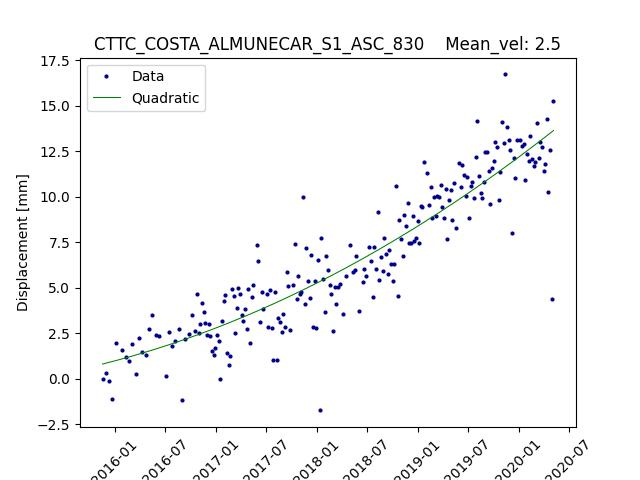 CTTC_COSTA_ALMUNECAR_S1_ASC_830 Mean_vel: 2.5
Data
Quadratic
17.5
15.0
12.5
10.0
7.5
5.0
2.5
0.0
−2.5
Displacement [mm]
2016-01 2016-07 2017-01 2017-07 2018-01 2018-07 2019-01 2019-07 2020-01 2020-07